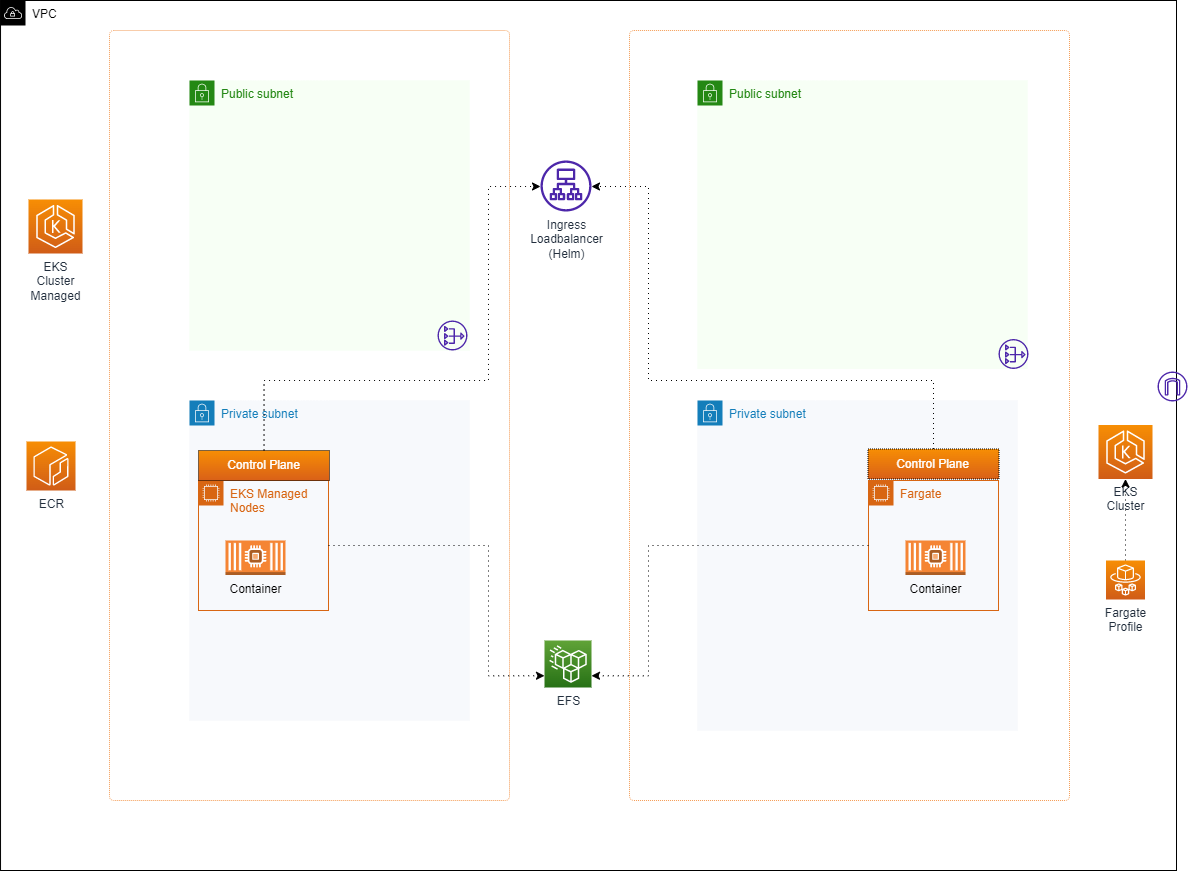 VPC
Public subnet
Public subnet
Ingress
Loadbalancer
(Helm)
EKS
Cluster
Managed
Private subnet
Private subnet
Control Plane
Control Plane
EKS Managed
Nodes
Fargate
ECR
EKS
Cluster
Container
Container
Fargate
Profile
EFS